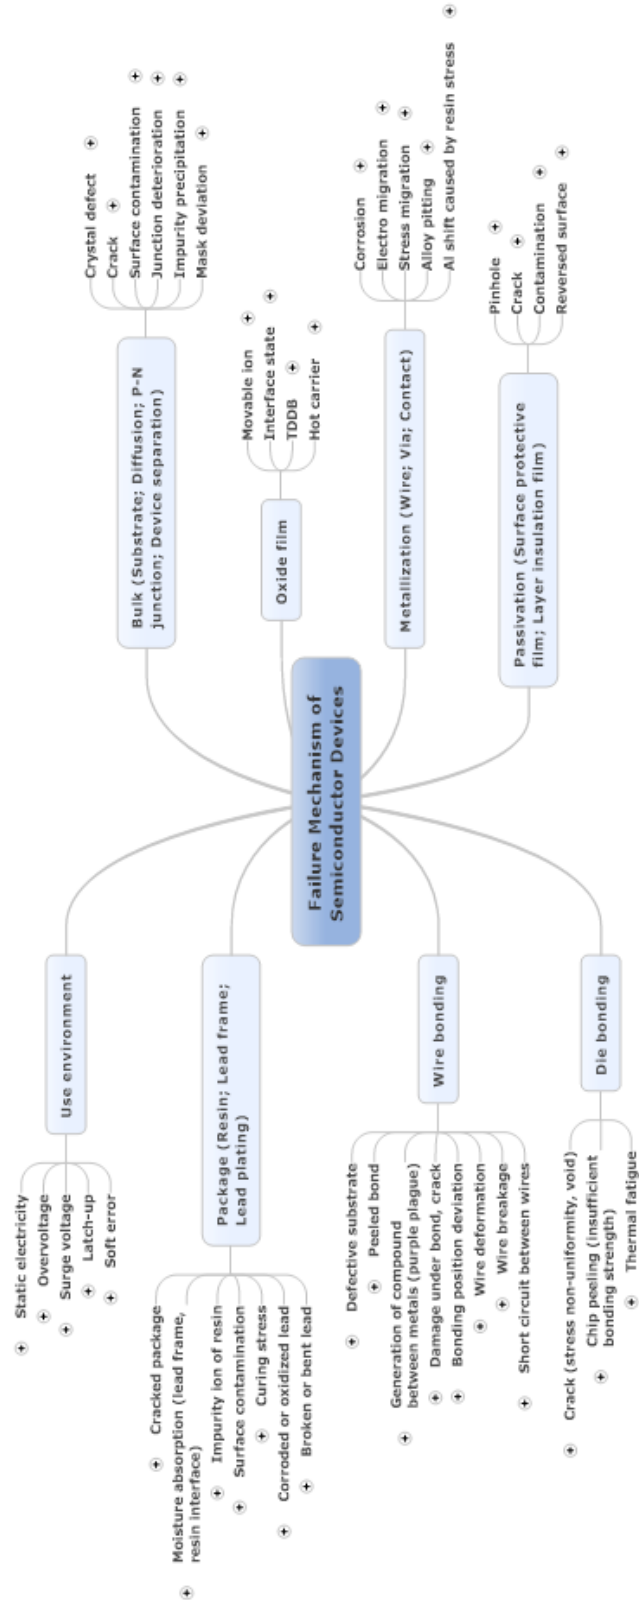 Failure Mechanism of
Semiconductor Devices
Use environment
Static electricity
Overvoltage
Surge voltage
Latch-up
Soft error
Package (Resin; Lead frame;
Lead plating)
Cracked package
Moisture absorption (lead frame,
resin interface)
Impurity ion of resin
Surface contamination
Curing stress
Corroded or oxidized lead
Broken or bent lead
Wire bonding
Defective substrate
Peeled bond
Generation of compound
between metals (purple plague)
Damage under bond, crack
Bonding position deviation
Wire deformation
Wire breakage
Short circuit between wires
Die bonding
Crack (stress non-uniformity, void)
Chip peeling (insufficient
bonding strength)
Thermal fatigue
Bulk (Substrate; Diffusion; P-N
junction; Device separation)
Crystal defect
Crack
Surface contamination
Junction deterioration
Impurity precipitation
Mask deviation
Oxide film
Movable ion
Interface state
TDDB
Hot carrier
Metallization (Wire; Via; Contact)
Corrosion
Electro migration
Stress migration
Alloy pitting
Al shift caused by resin stress
Passivation (Surface protective
film; Layer insulation film)
Pinhole
Crack
Contamination
Reversed surface